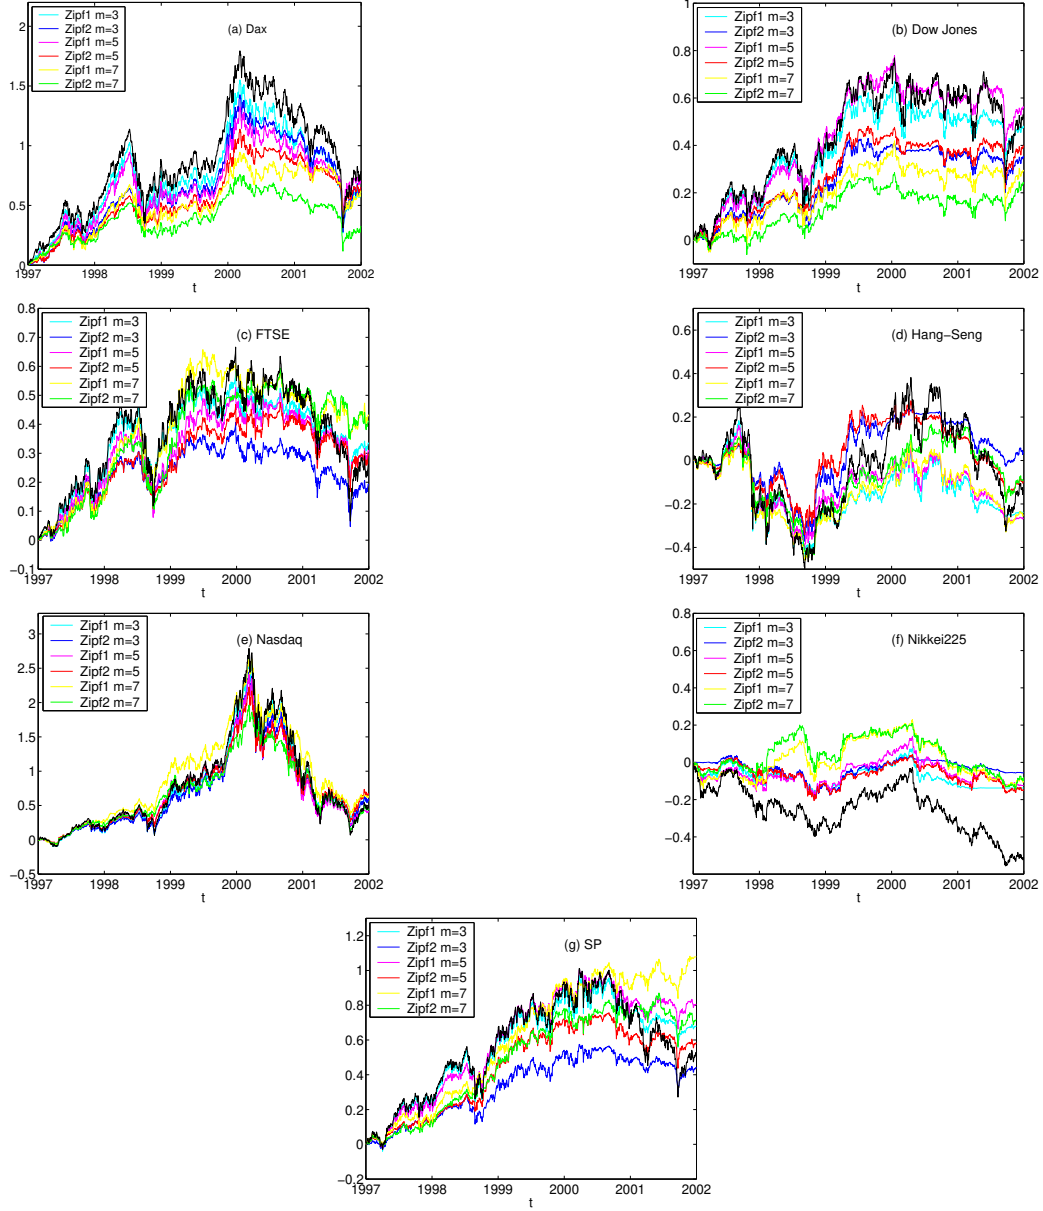 (a) Dax
Zipf1 m=3
Zipf2 m=3
Zipf1 m=5
Zipf2 m=5
Zipf1 m=7
Zipf2 m=7
2
1.5
1
0.5
0
1997 1998 1999 2000 2001 2002
t
(b) Dow Jones
Zipf1 m=3
Zipf2 m=3
Zipf1 m=5
Zipf2 m=5
Zipf1 m=7
Zipf2 m=7
1
0.8
0.6
0.4
0.2
0
1997 1998 1999 2000 2001 2002
t
(c) FTSE
Zipf1 m=3
Zipf2 m=3
Zipf1 m=5
Zipf2 m=5
Zipf1 m=7
Zipf2 m=7
0.8
0.7
0.6
0.5
0.4
0.3
0.2
0.1
0
−0.1
1997 1998 1999 2000 2001 2002
t
(d) Hang−Seng
Zipf1 m=3
Zipf2 m=3
Zipf1 m=5
Zipf2 m=5
Zipf1 m=7
Zipf2 m=7
0.6
0.4
0.2
0
−0.2
−0.4
1997 1998 1999 2000 2001 2002
t
(e) Nasdaq
Zipf1 m=3
Zipf2 m=3
Zipf1 m=5
Zipf2 m=5
Zipf1 m=7
Zipf2 m=7
3
2.5
2
1.5
1
0.5
0
−0.5
1997 1998 1999 2000 2001 2002
t
(f) Nikkei225
Zipf1 m=3
Zipf2 m=3
Zipf1 m=5
Zipf2 m=5
Zipf1 m=7
Zipf2 m=7
0.8
0.6
0.4
0.2
0
−0.2
−0.4
1997 1998 1999 2000 2001 2002
t
(g) SP
Zipf1 m=3
Zipf2 m=3
Zipf1 m=5
Zipf2 m=5
Zipf1 m=7
Zipf2 m=7
1.2
1
0.8
0.6
0.4
0.2
0
−0.2
1997 1998 1999 2000 2001 2002
t